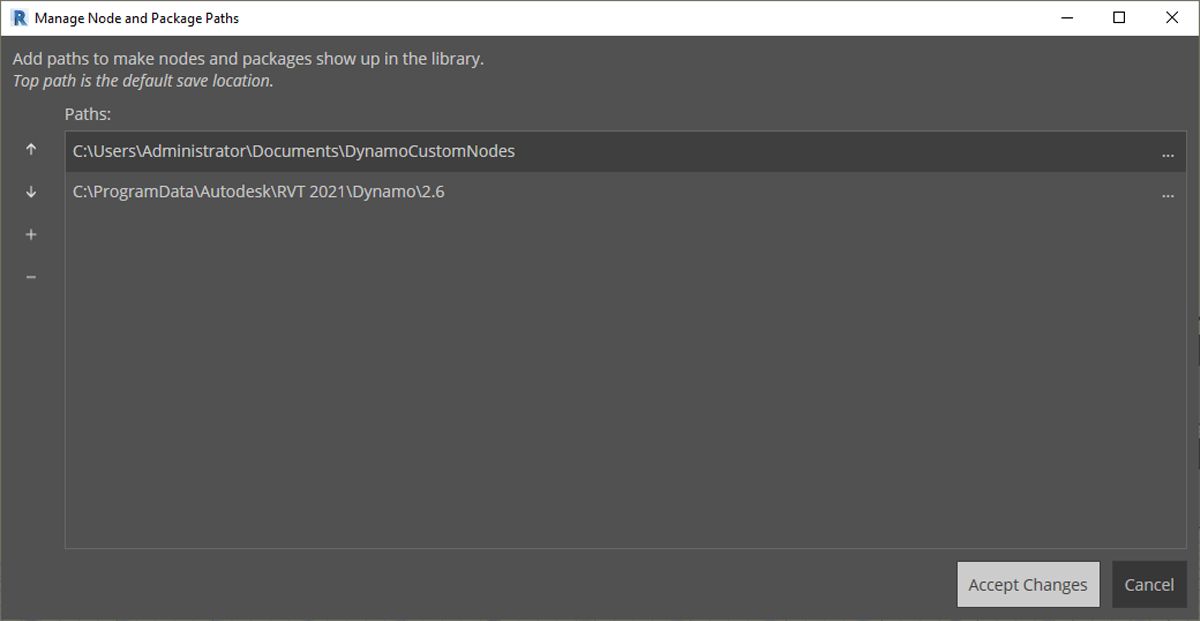 Manage Node and Package Paths
Add paths to make nodes and packages show up in the library.
Top path is the default save location.
Paths:
C:\Users\Administrator\Documents\DynamoCustomNodes ...
C:\ProgramData\Autodesk\RVT 2021\Dynamo\2.6 ...
Accept Changes Cancel